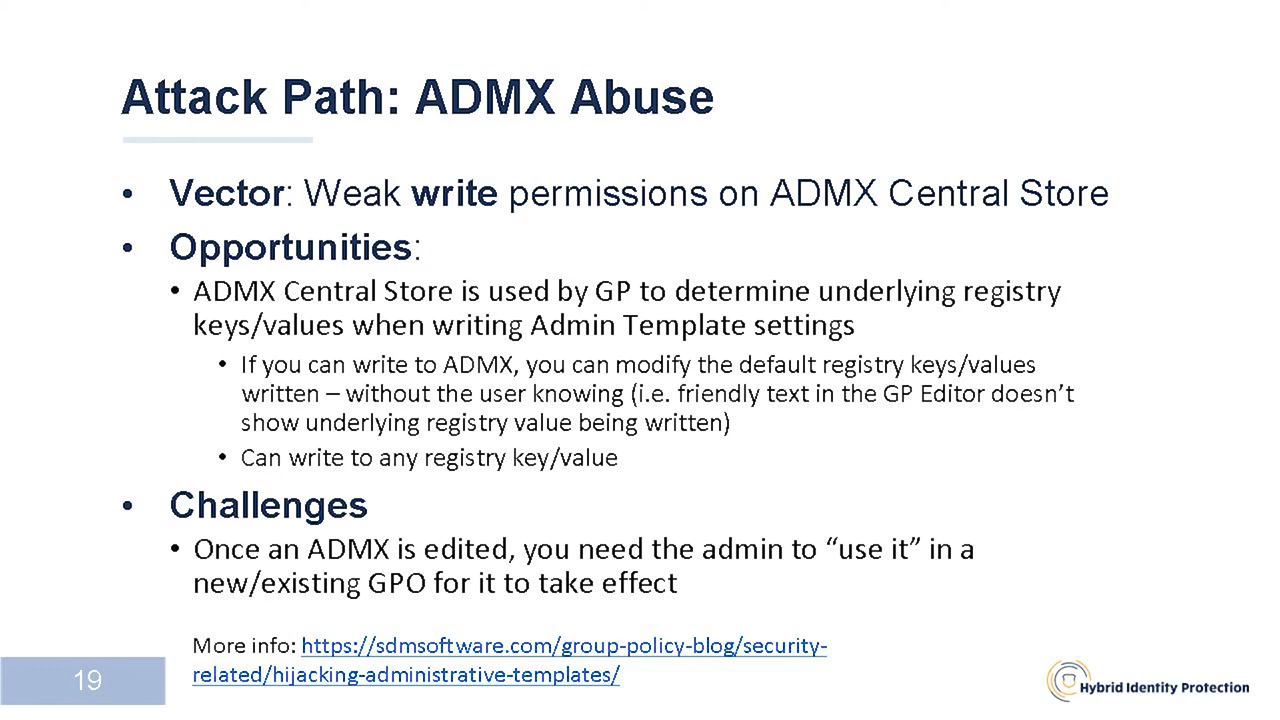 Attack Path: ADMX Abuse
• Vector: Weak write permissions on ADMX Central Store
• Opportunities:
• ADMX Central Store is used by GP to determine underlying registry
keys/values when writing Admin Template settings
• If you can write to ADMX, you can modify the default registry keys/values
written – without the user knowing (i.e. friendly text in the GP Editor doesn’t
show underlying registry value being written)
• Can write to any registry key/value
• Challenges
• Once an ADMX is edited, you need the admin to “use it” in a
new/existing GPO for it to take effect
More info: https://sdmsoftware.com/group-policy-blog/security-
related/hijacking-administrative-templates/
19
Hybrid Identity Protection